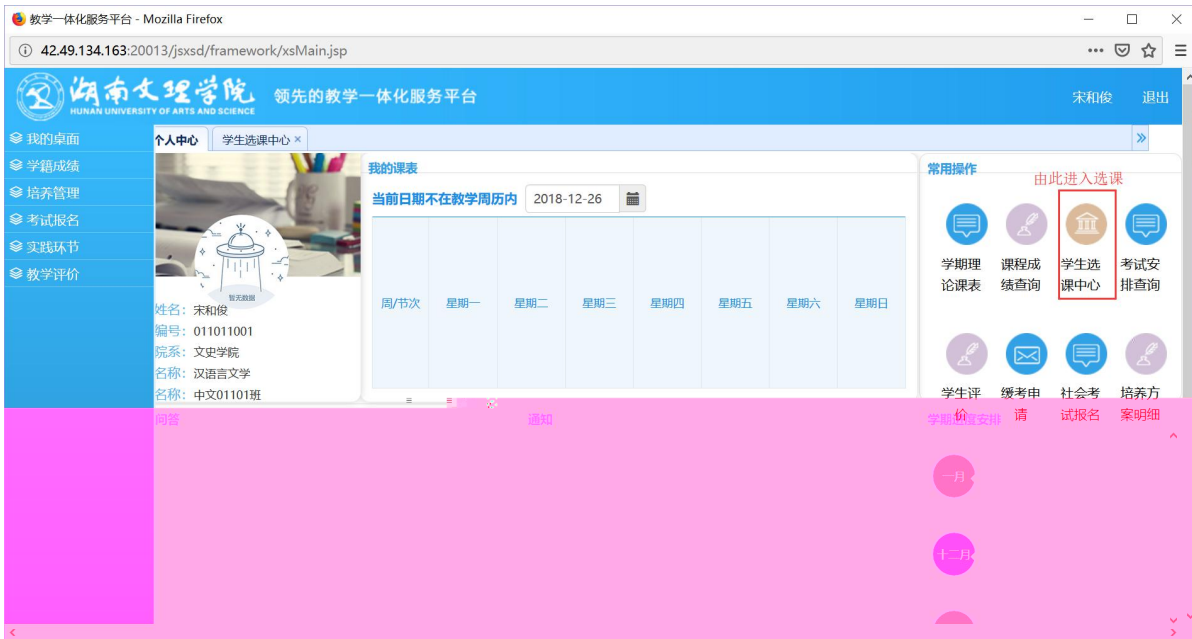 教学一体化服务平台 - Mozilla Firefox
42.49.134.163:20013/jsxsd/framework/xsMain.jsp
湖南文理学院
HUNAN UNIVERSITY OF ARTS AND SCIENCE
领先的教学一体化服务平台
宋和俊 退出
我的桌面
学籍成绩
培养管理
考试报名
实践环节
教学评价
个人中心 学生选课中心 ×
暂无数据
姓名：宋和俊
编号：011011001
院系：文史学院
名称：汉语言文学
名称：中文01101班
我的课表
当前日期不在教学周历内 2018-12-26
周/节次 星期一 星期二 星期三 星期四 星期五 星期六 星期日
常用操作
由此进入选课
学期理论课表
课程成绩查询
学生选课中心
考试安排查询
学生评价
缓考申请
社会考试报名
培养方案明细
问答
通知
学期进度安排
一月
十二月